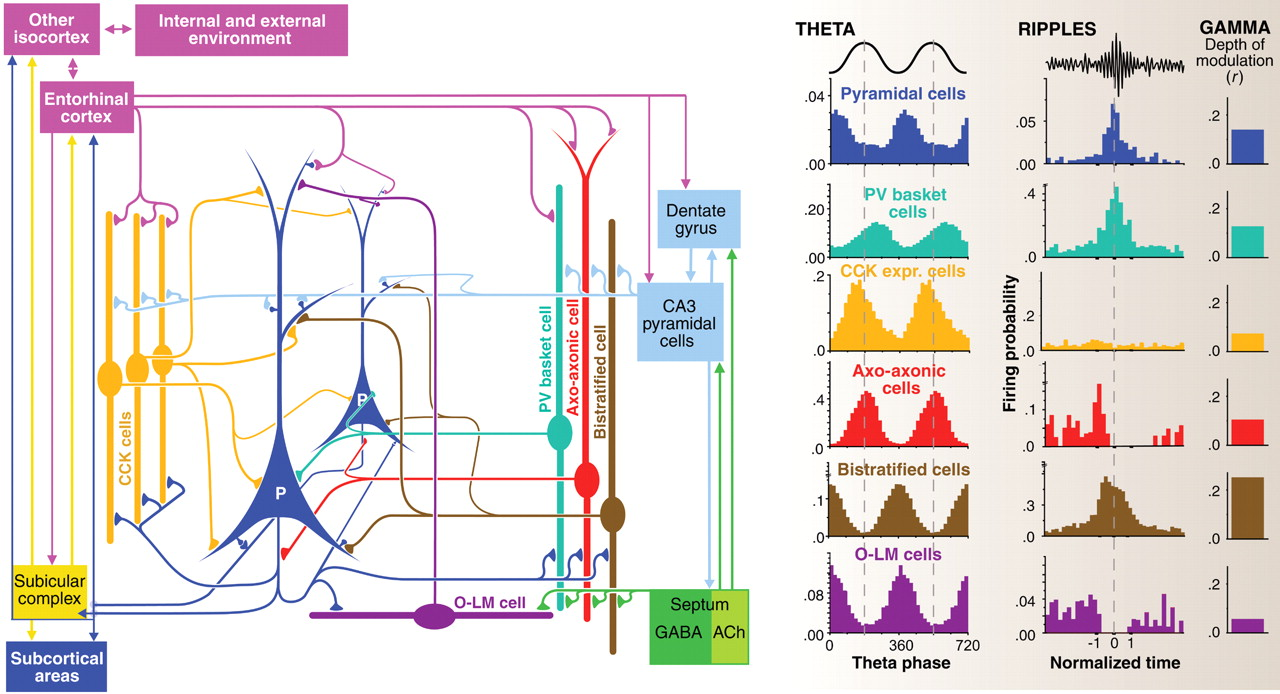 Other
isocortex
Internal and external
environment
Entorhinal
cortex
Dentate
gyrus
CA3
pyramidal
cells
PV basket cell
Axo-axonic cell
Bistratified cell
CCK cells
P
P
Subicular
complex
Subcortical
areas
O-LM cell
Septum
GABA
ACh
THETA
RIPPLES
GAMMA
Depth of
modulation
(r)
Pyramidal cells
.04
.00
.05
.00
.2
.0
PV basket
cells
.20
.00
.4
.0
.2
.0
CCK expr. cells
.2
.0
.2
.0
.2
.0
Firing probability
Axo-axonic
cells
.4
.0
.1
.0
.2
.0
Bistratified cells
.1
.0
.3
.0
.2
.0
O-LM cells
.08
.00
.04
.00
.2
.0
0 360 720
Theta phase
-1 0 1
Normalized time